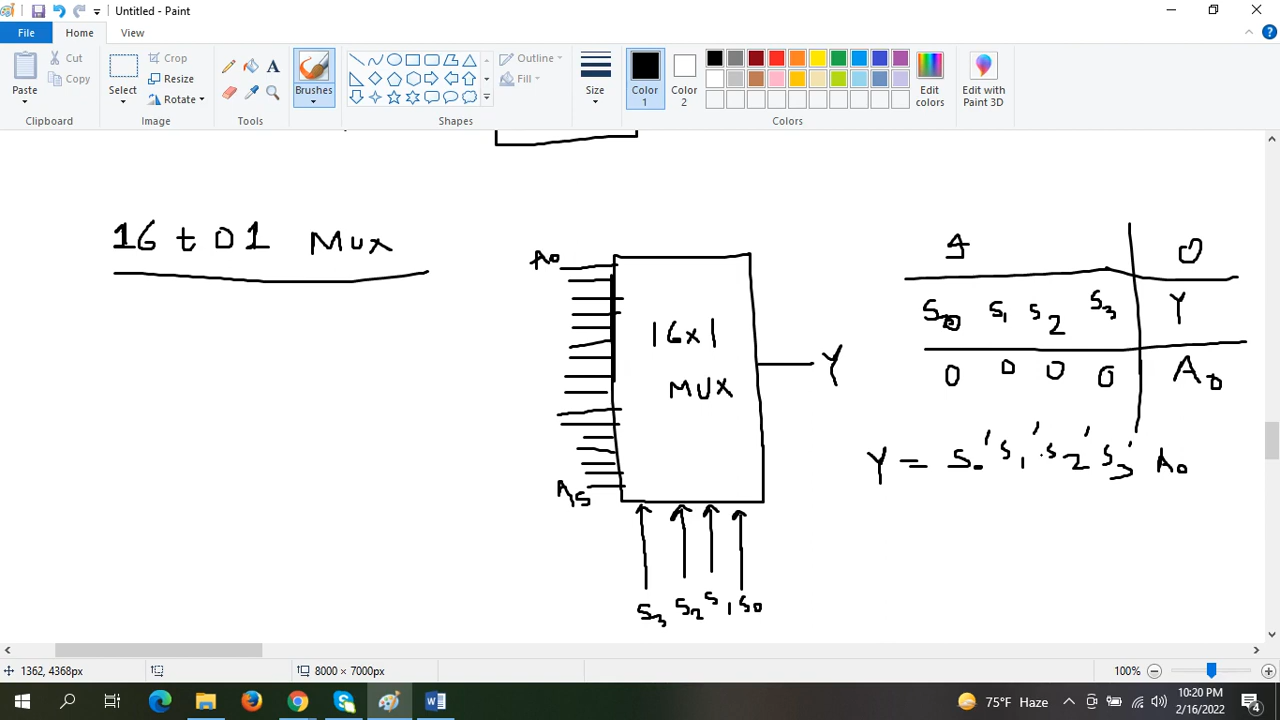 Untitled - Paint
File Home View
Paste
Cut
Copy
Clipboard
Select
Crop
Resize
Rotate
Image
Tools
Brushes
Outline
Fill
Shapes
Size
Color 1
Color 2
Edit colors
Colors
Edit with Paint 3D
16 to 1 Mux
A0
16x1
MUX
Y
S3 S2 S1 S0
O
S0 S1 S2 S3 Y
0 0 0 0 A0
Y = S0' S1' S2' S3' A0
1362, 4368px
8000 × 7000px
100%
75°F Haze
10:20 PM
2/16/2022
4